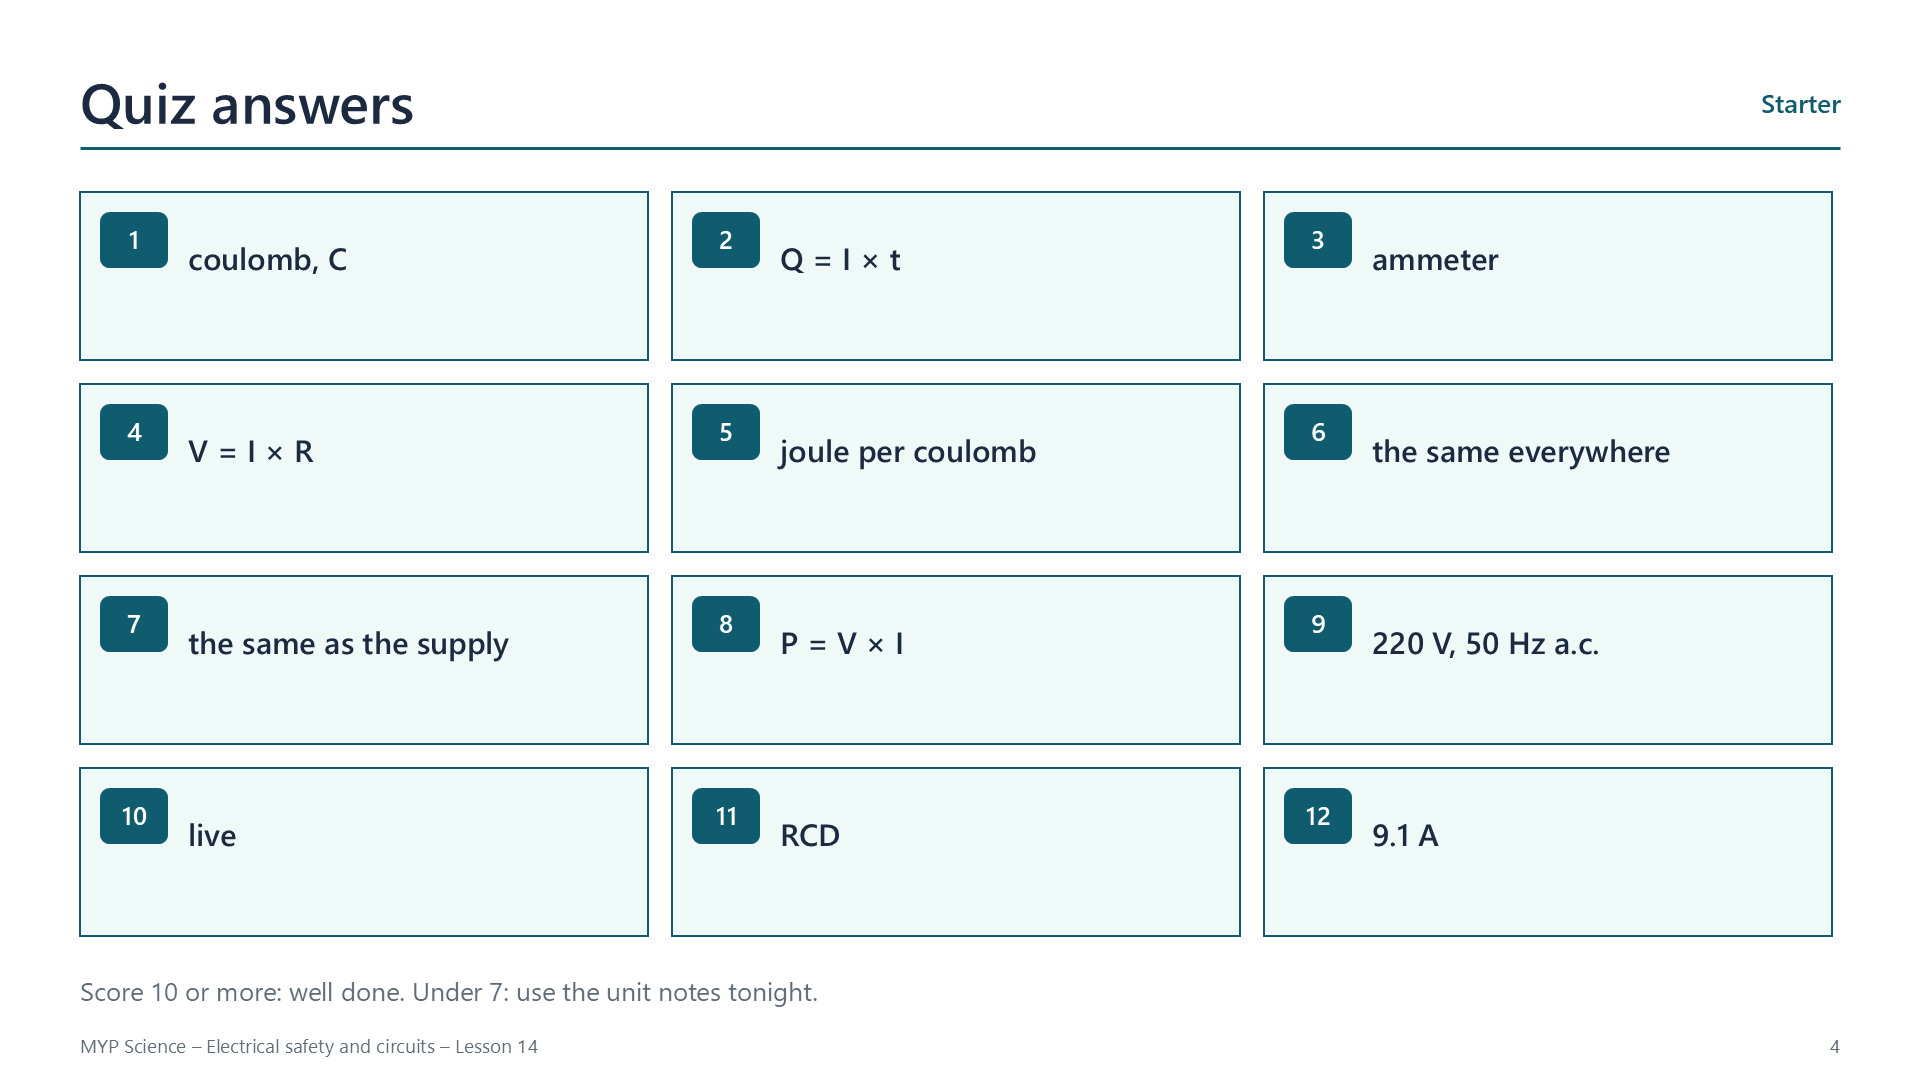 Quiz answers
Starter
1
coulomb, C
2
Q = I × t
3
ammeter
4
V = I × R
5
joule per coulomb
6
the same everywhere
7
the same as the supply
8
P = V × I
9
220 V, 50 Hz a.c.
10
live
11
RCD
12
9.1 A
Score 10 or more: well done. Under 7: use the unit notes tonight.
MYP Science – Electrical safety and circuits – Lesson 14
4